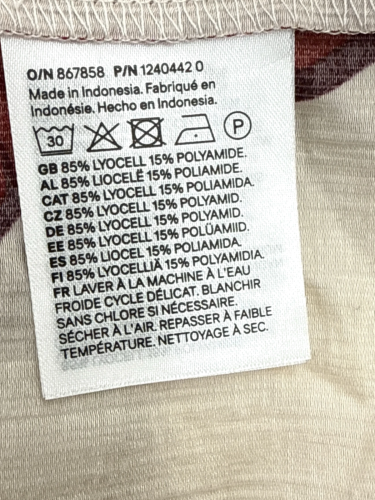 O/N 867858 P/N 1240442 0
Made in Indonesia. Fabriqué en
Indonésie. Hecho en Indonesia.
30 P
GB 85% LYOCELL 15% POLYAMIDE.
AL 85% LIOCELË 15% POLIAMIDE.
CAT 85% LYOCELL 15% POLIAMIDA.
CZ 85% LYOCELL 15% POLYAMID.
DE 85% LYOCELL 15% POLYAMID.
EE 85% LÜOTSELL 15% POLÜAMIID.
ES 85% LIOCEL 15% POLIAMIDA.
FI 85% LYOCELLIÄ 15% POLYAMIDIA.
FR LAVER À LA MACHINE À L'EAU
FROIDE CYCLE DÉLICAT. BLANCHIR
SANS CHLORE SI NÉCESSAIRE.
SÉCHER À L'AIR. REPASSER À FAIBLE
TEMPÉRATURE. NETTOYAGE À SEC.